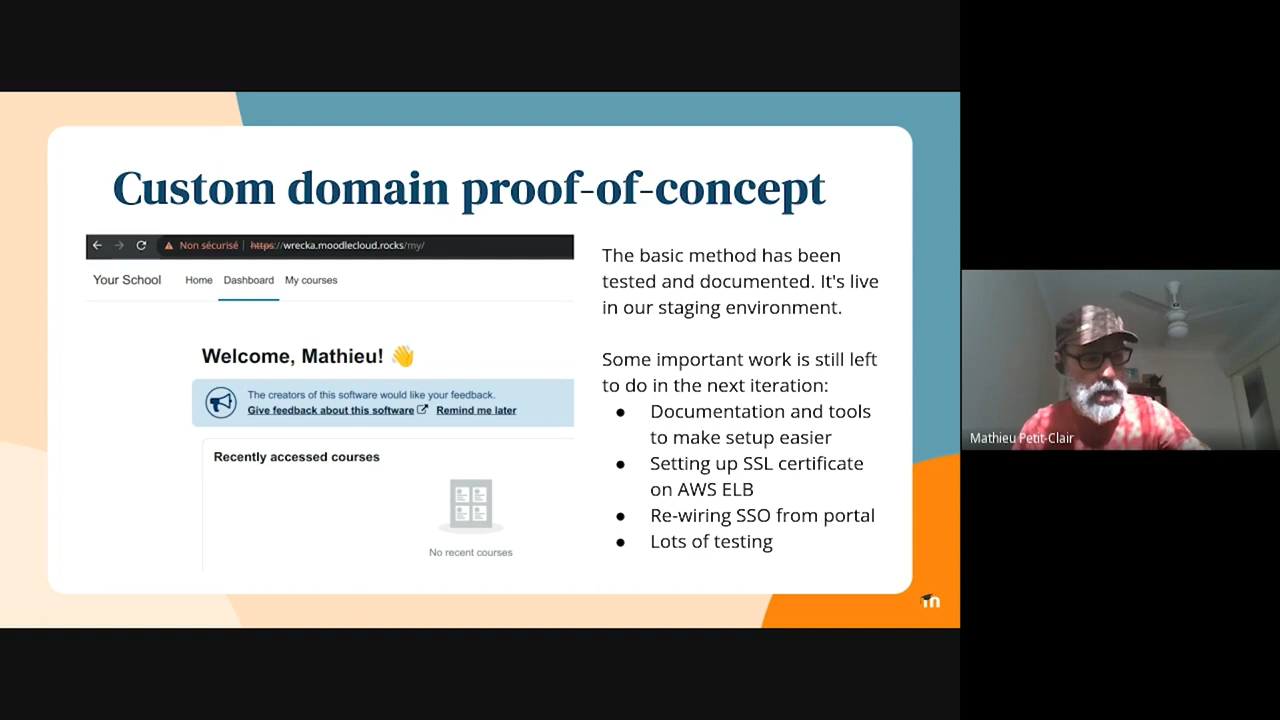 Custom domain proof-of-concept
Non sécurisé | https://wrecka.moodlecloud.rocks/my/
Your School Home Dashboard My courses
Welcome, Mathieu! 👋
The creators of this software would like your feedback.
Give feedback about this software Remind me later
Recently accessed courses
No recent courses
The basic method has been
tested and documented. It's live
in our staging environment.
Some important work is still left
to do in the next iteration:
● Documentation and tools
to make setup easier
● Setting up SSL certificate
on AWS ELB
● Re-wiring SSO from portal
● Lots of testing
m
Mathieu Petit-Clair